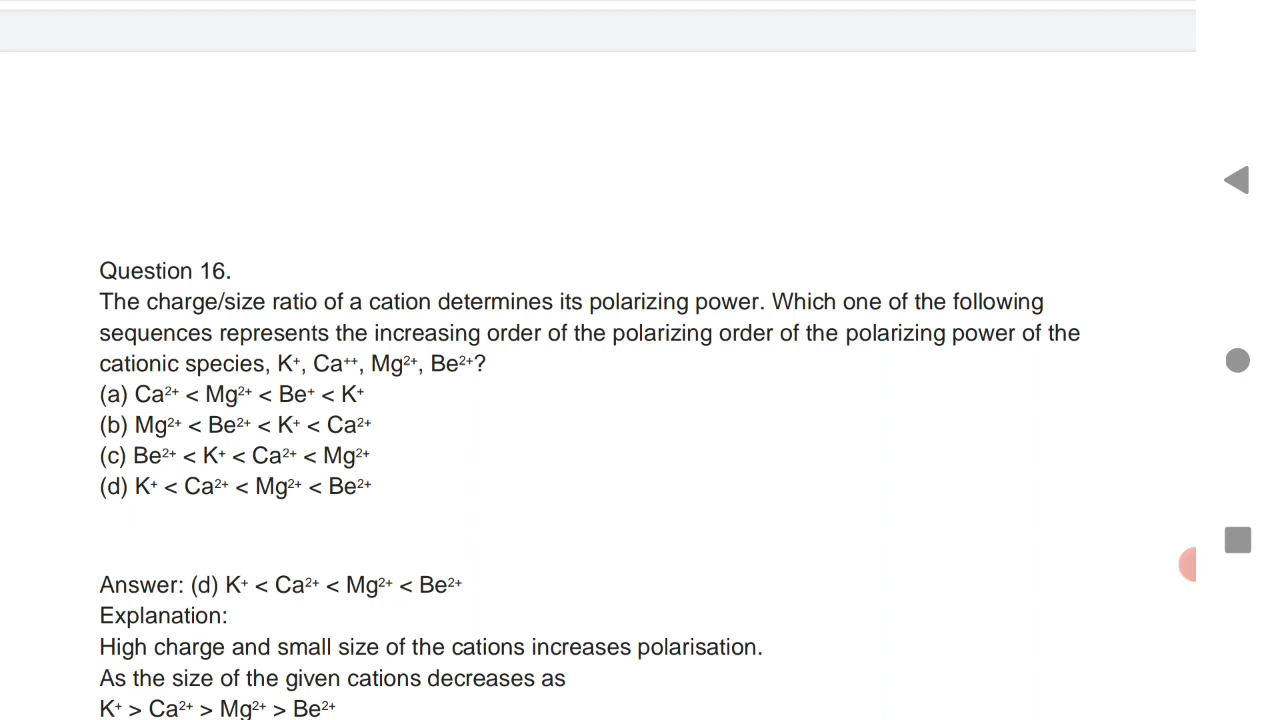 Question 16.
The charge/size ratio of a cation determines its polarizing power. Which one of the following
sequences represents the increasing order of the polarizing order of the polarizing power of the
cationic species, K⁺, Ca⁺⁺, Mg²⁺, Be²⁺?
(a) Ca²⁺ < Mg²⁺ < Be⁺ < K⁺
(b) Mg²⁺ < Be²⁺ < K⁺ < Ca²⁺
(c) Be²⁺ < K⁺ < Ca²⁺ < Mg²⁺
(d) K⁺ < Ca²⁺ < Mg²⁺ < Be²⁺
Answer: (d) K⁺ < Ca²⁺ < Mg²⁺ < Be²⁺
Explanation:
High charge and small size of the cations increases polarisation.
As the size of the given cations decreases as
K⁺ > Ca²⁺ > Mg²⁺ > Be²⁺